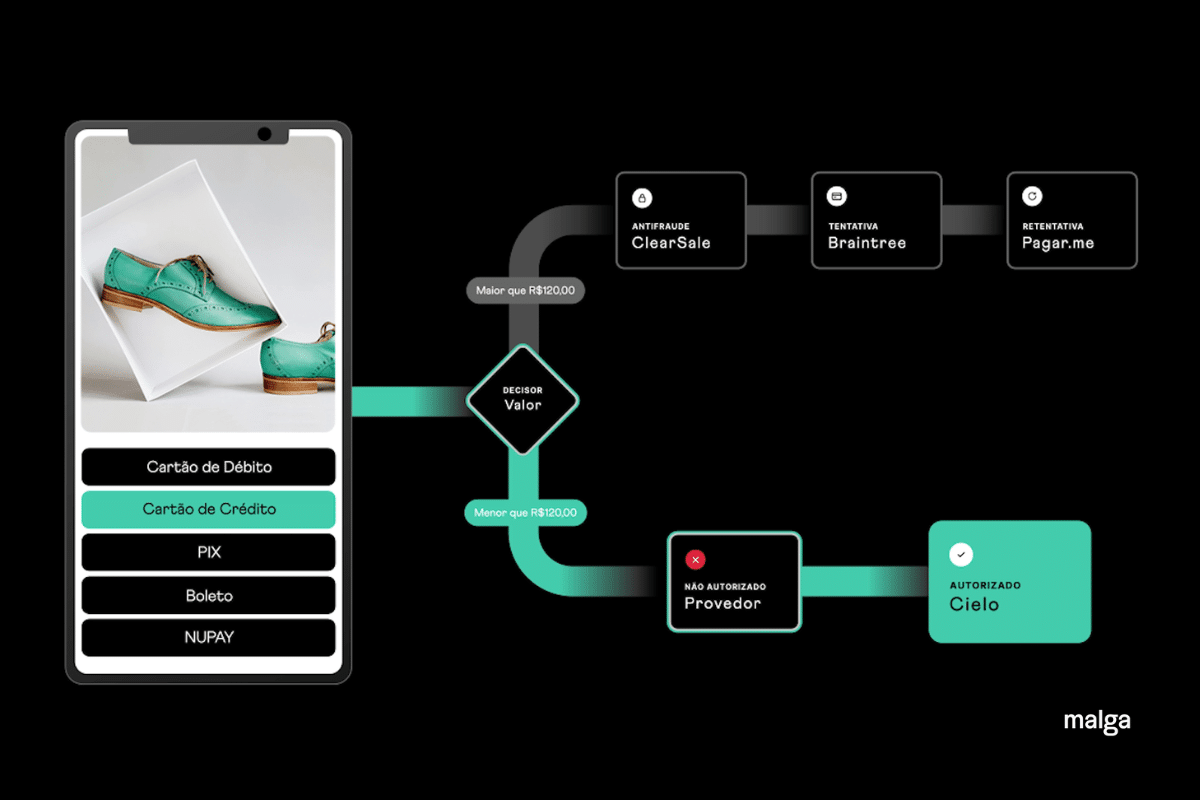 Cartão de Débito
Cartão de Crédito
PIX
Boleto
NUPAY
DECISOR
Valor
Maior que R$120,00
ANTIFRAUDE
ClearSale
TENTATIVA
Braintree
RETENTATIVA
Pagar.me
Menor que R$120,00
NÃO AUTORIZADO
Provedor
AUTORIZADO
Cielo
malga